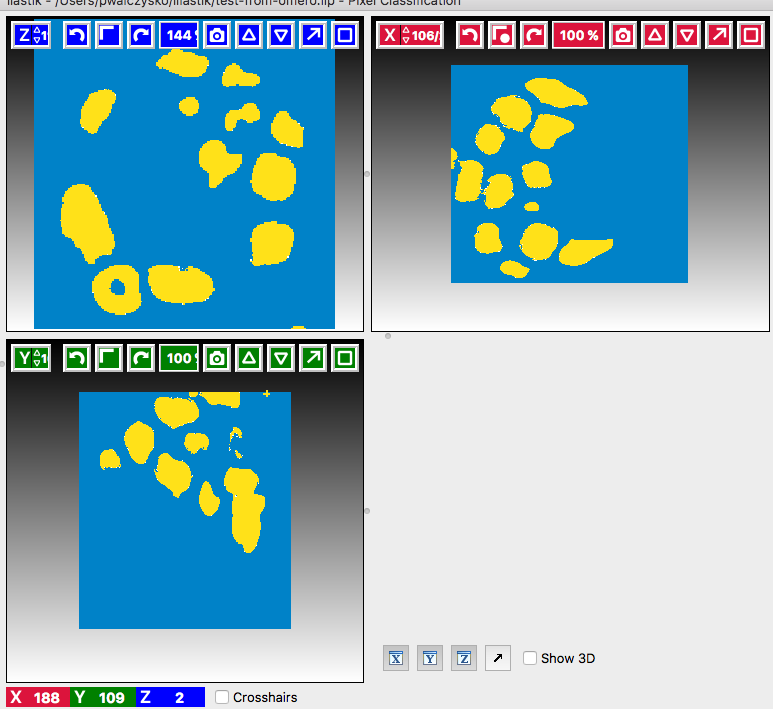 ilastik - /Users/pwalczysko/ilastik/test-from-omero.ilp - Pixel Classification
Z 1 144
X 106/ 100 %
Y 1 100
Show 3D
X Y Z
X 188 Y 109 Z 2 Crosshairs